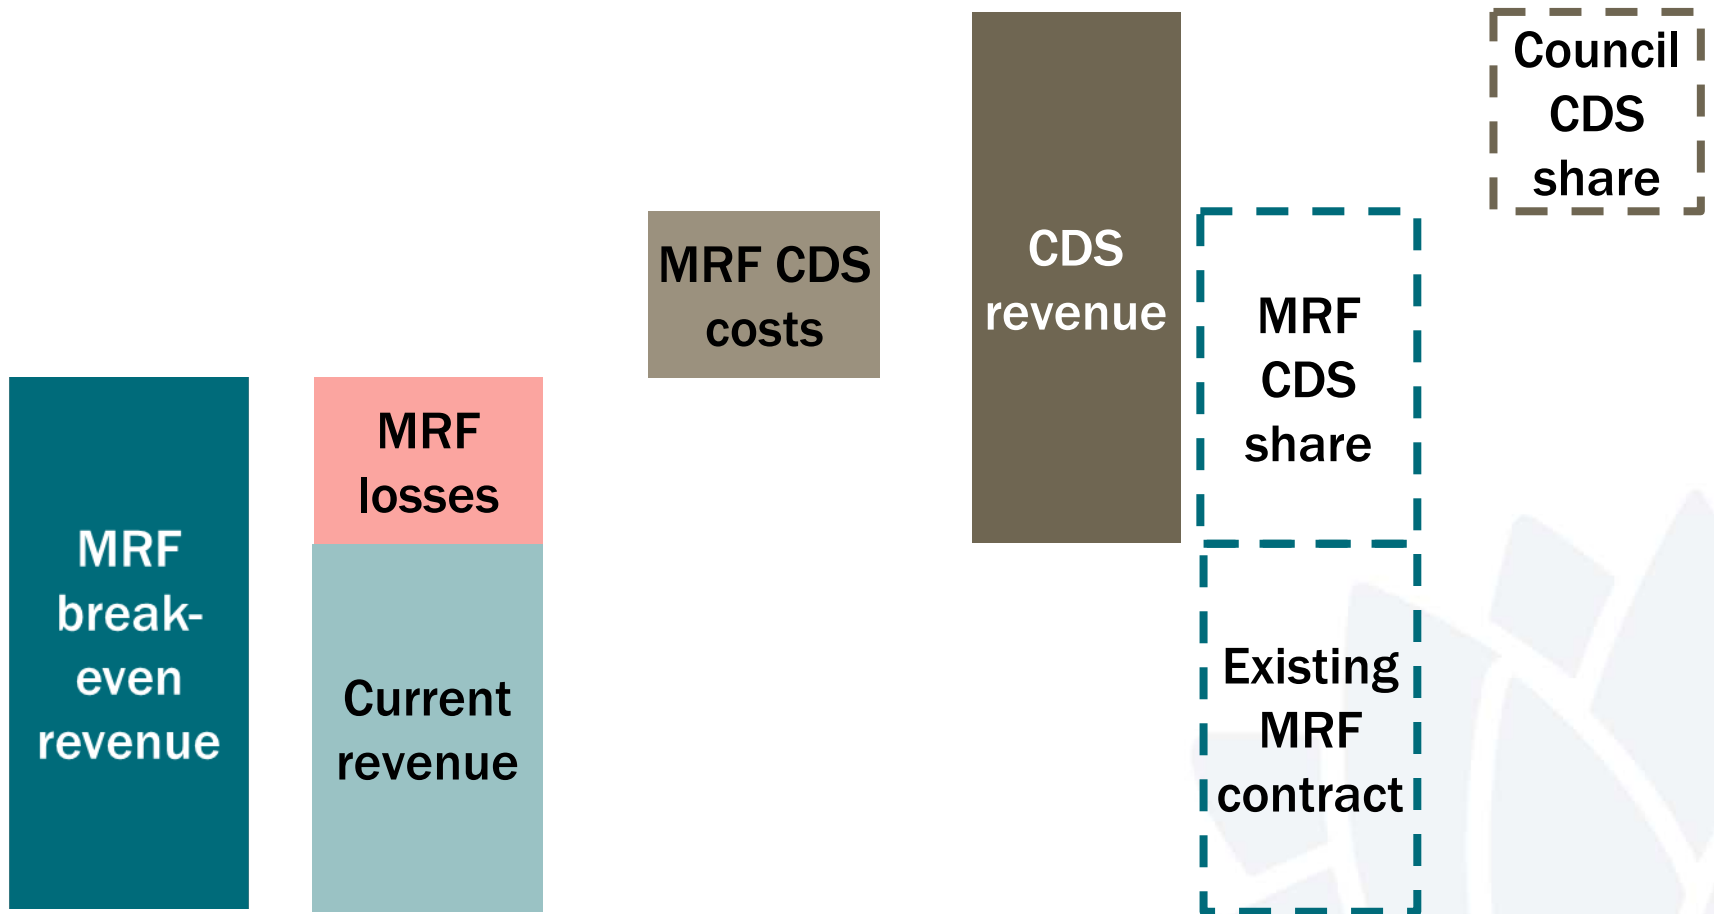 MRF
break-
even
revenue
MRF
losses
Current
revenue
MRF CDS
costs
CDS
revenue
MRF
CDS
share
Existing
MRF
contract
Council
CDS
share